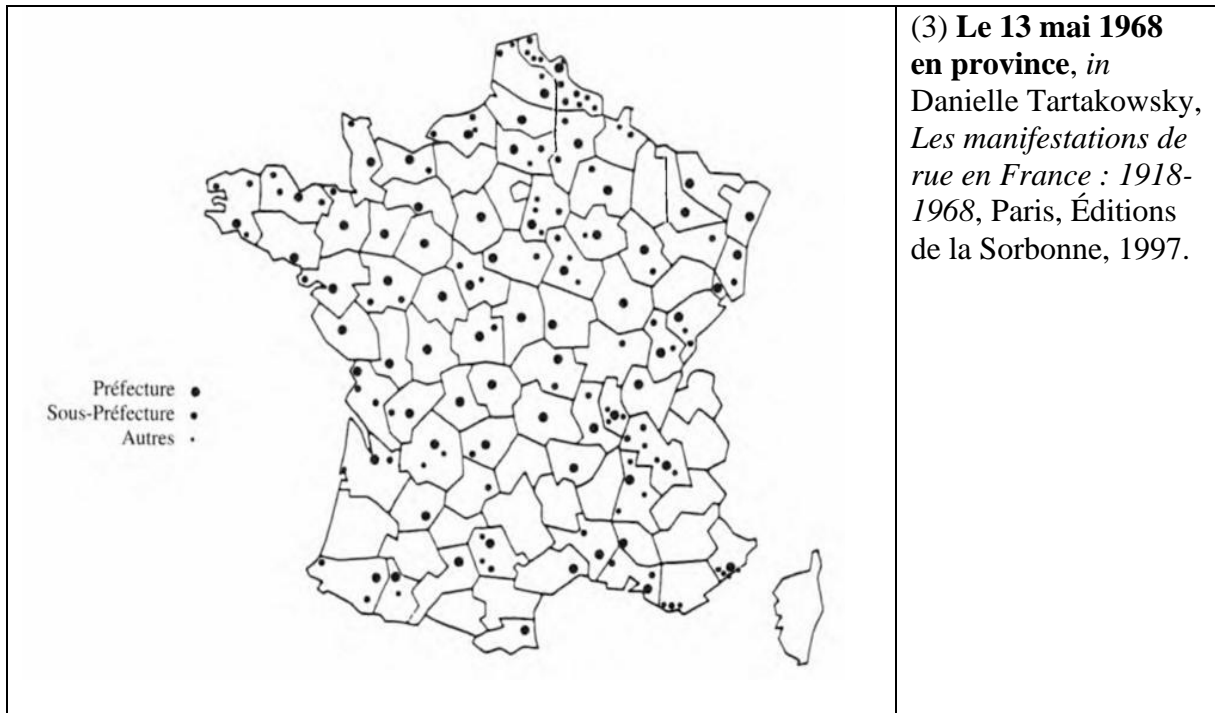 Préfecture
Sous-Préfecture
Autres
(3) Le 13 mai 1968
en province, in
Danielle Tartakowsky,
Les manifestations de
rue en France : 1918-
1968, Paris, Éditions
de la Sorbonne, 1997.